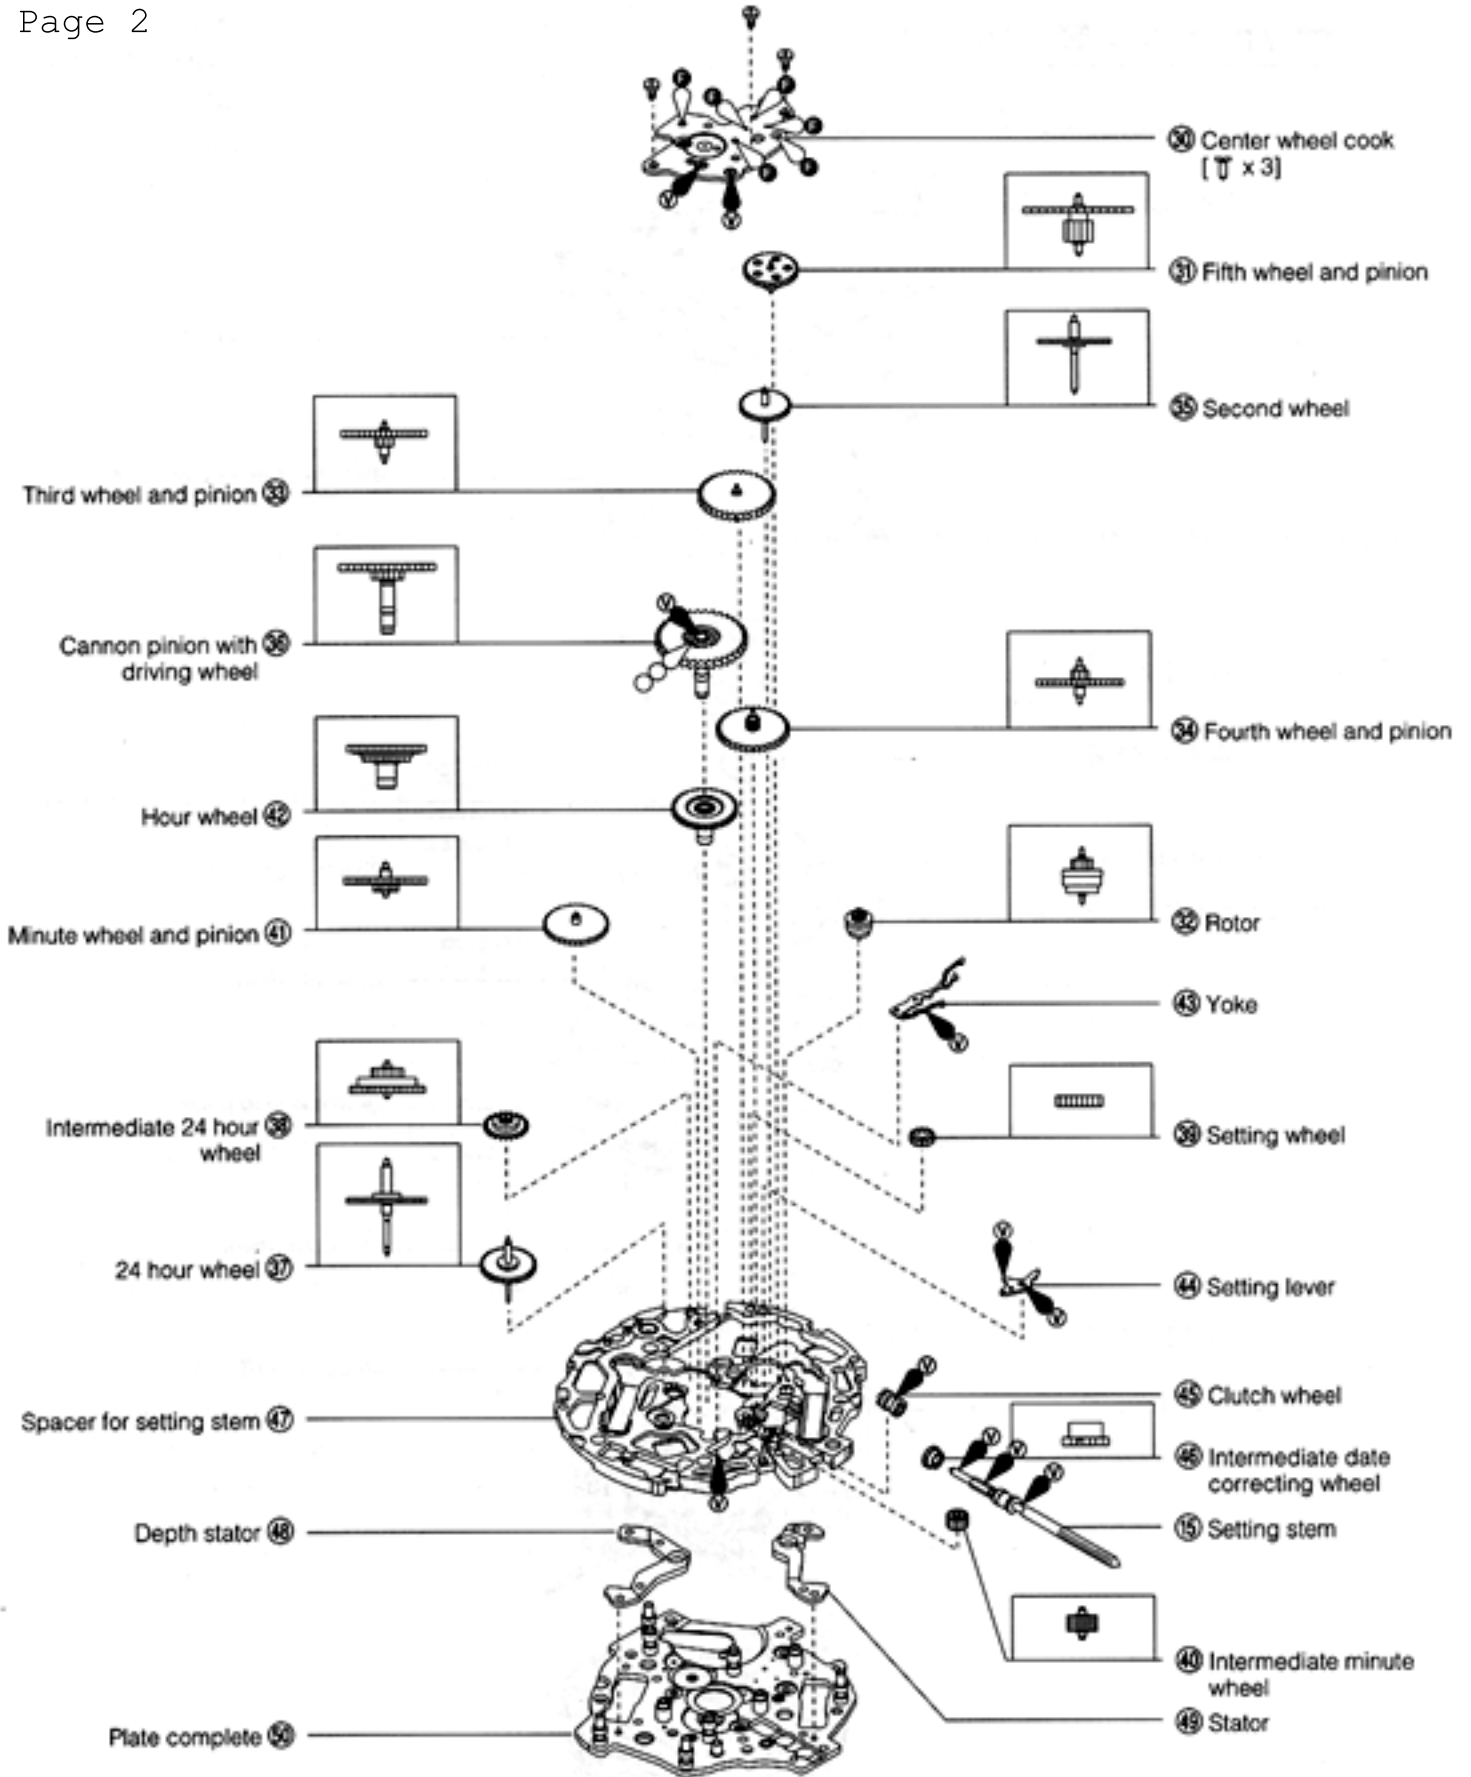 Page 2
㉚ Center wheel cook
[ x 3]
㉛ Fifth wheel and pinion
㉟ Second wheel
Third wheel and pinion ㉝
Cannon pinion with ㊱
driving wheel
㉞ Fourth wheel and pinion
Hour wheel ㊷
Minute wheel and pinion ㊶
㉜ Rotor
㊸ Yoke
Intermediate 24 hour ㊳
wheel
㊴ Setting wheel
24 hour wheel ㊲
㊹ Setting lever
㊺ Clutch wheel
Spacer for setting stem ㊼
㊻ Intermediate date
correcting wheel
Depth stator ㊽
⑮ Setting stem
㊵ Intermediate minute
wheel
㊾ Stator
Plate complete ㊿
F
F
F
F
F
F
V
V
V
V
V
V
V
V
V
V
V